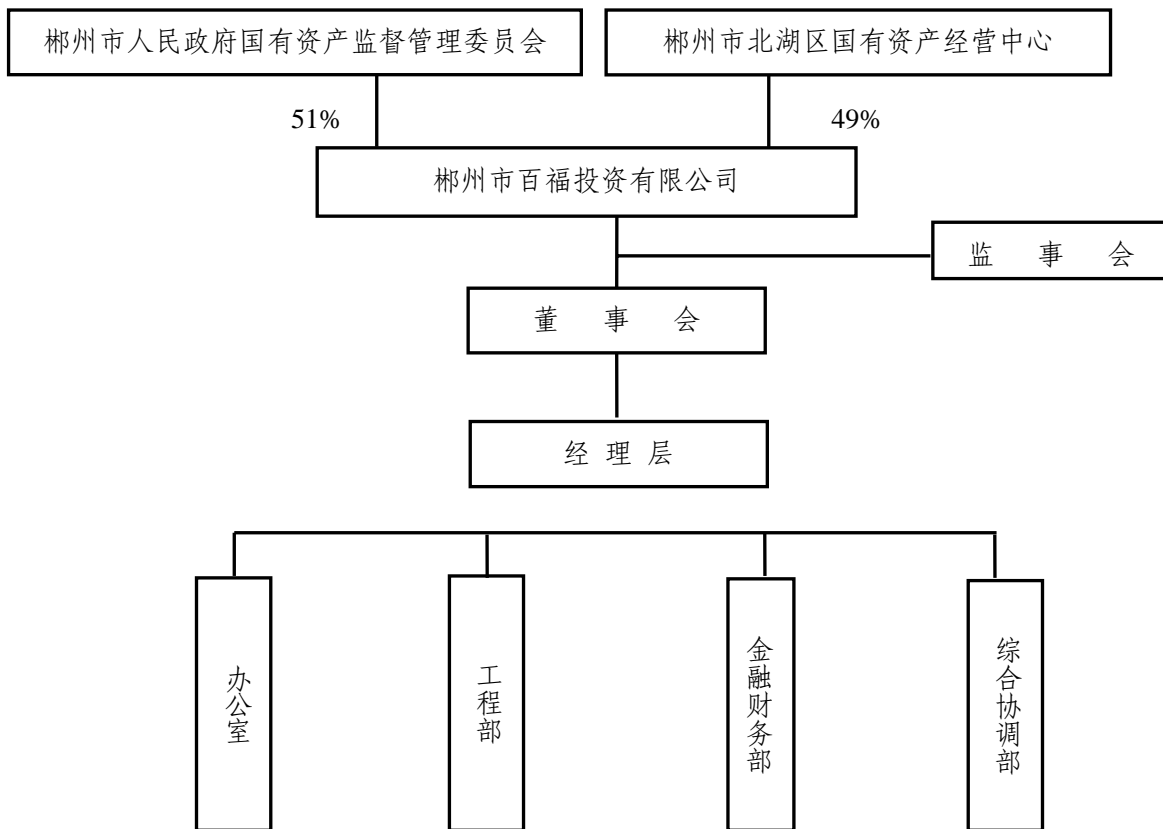 郴州市人民政府国有资产监督管理委员会
郴州市北湖区国有资产经营中心
51%
49%
郴州市百福投资有限公司
监事会
董事会
经理层
办公室
工程部
金融财务部
综合协调部